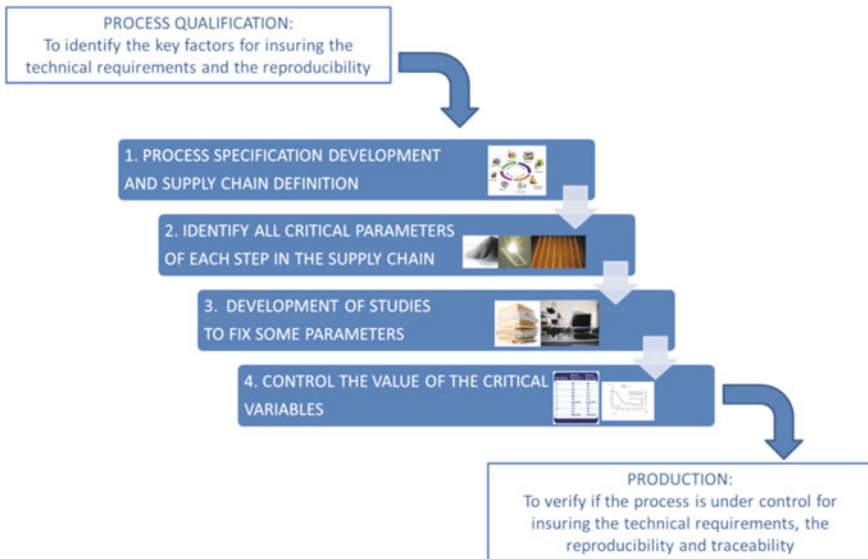 PROCESS QUALIFICATION:
To identify the key factors for insuring the
technical requirements and the reproducibility
1. PROCESS SPECIFICATION DEVELOPMENT
AND SUPPLY CHAIN DEFINITION
2. IDENTIFY ALL CRITICAL PARAMETERS
OF EACH STEP IN THE SUPPLY CHAIN
3. DEVELOPMENT OF STUDIES
TO FIX SOME PARAMETERS
4. CONTROL THE VALUE OF THE CRITICAL
VARIABLES
PRODUCTION:
To verify if the process is under control for
insuring the technical requirements, the
reproducibility and traceability